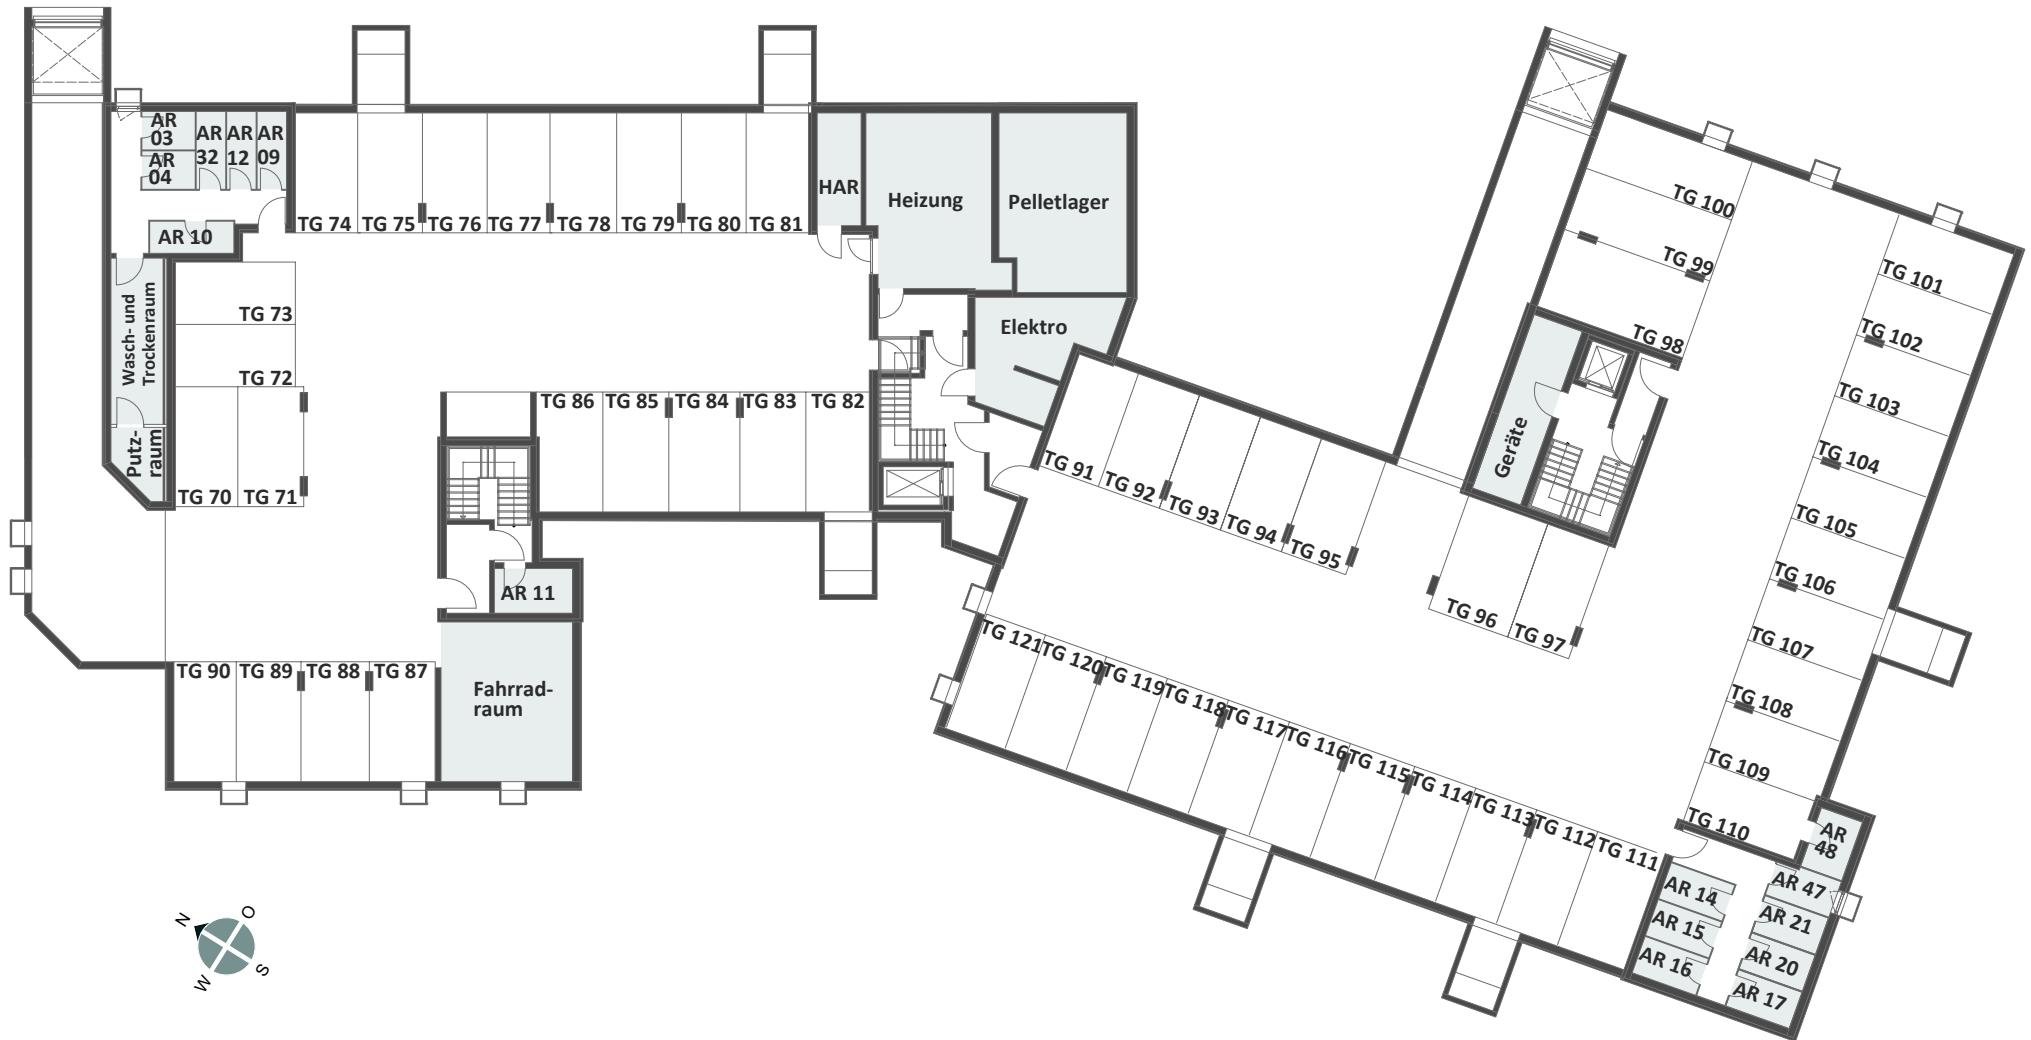 AR
03
AR
04
AR
32
AR
12
AR
09
AR 10
TG 74
TG 75
TG 76
TG 77
TG 78
TG 79
TG 80
TG 81
HAR
Heizung
Pelletlager
Elektro
Wasch- und
Trockenraum
Putz-
raum
TG 73
TG 72
TG 70
TG 71
TG 86
TG 85
TG 84
TG 83
TG 82
AR 11
TG 90
TG 89
TG 88
TG 87
Fahrrad-
raum
TG 91
TG 92
TG 93
TG 94
TG 95
TG 96
TG 97
Geräte
TG 100
TG 99
TG 98
TG 101
TG 102
TG 103
TG 104
TG 105
TG 106
TG 107
TG 108
TG 109
TG 110
TG 121
TG 120
TG 119
TG 118
TG 117
TG 116
TG 115
TG 114
TG 113
TG 112
TG 111
AR
48
AR 47
AR 14
AR 21
AR 15
AR 20
AR 16
AR 17
N
O
W
S